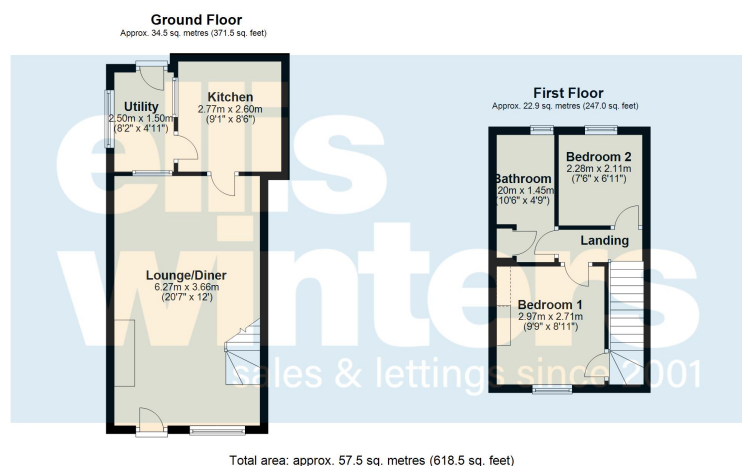 Ground Floor
Approx. 34.5 sq. metres (371.5 sq. feet)
Utility
2.50m x 1.50m
(8'2" x 4'11")
Kitchen
2.77m x 2.60m
(9'1" x 8'6")
Lounge/Diner
6.27m x 3.66m
(20'7" x 12')
First Floor
Approx. 22.9 sq. metres (247.0 sq. feet)
Bathroom
20m x 1.45m
(10'6" x 4'9")
Bedroom 2
2.28m x 2.11m
(7'6" x 6'11")
Landing
Bedroom 1
2.97m x 2.71m
(9'9" x 8'11")
ellis
winters
sales & lettings since 2001
Total area: approx. 57.5 sq. metres (618.5 sq. feet)